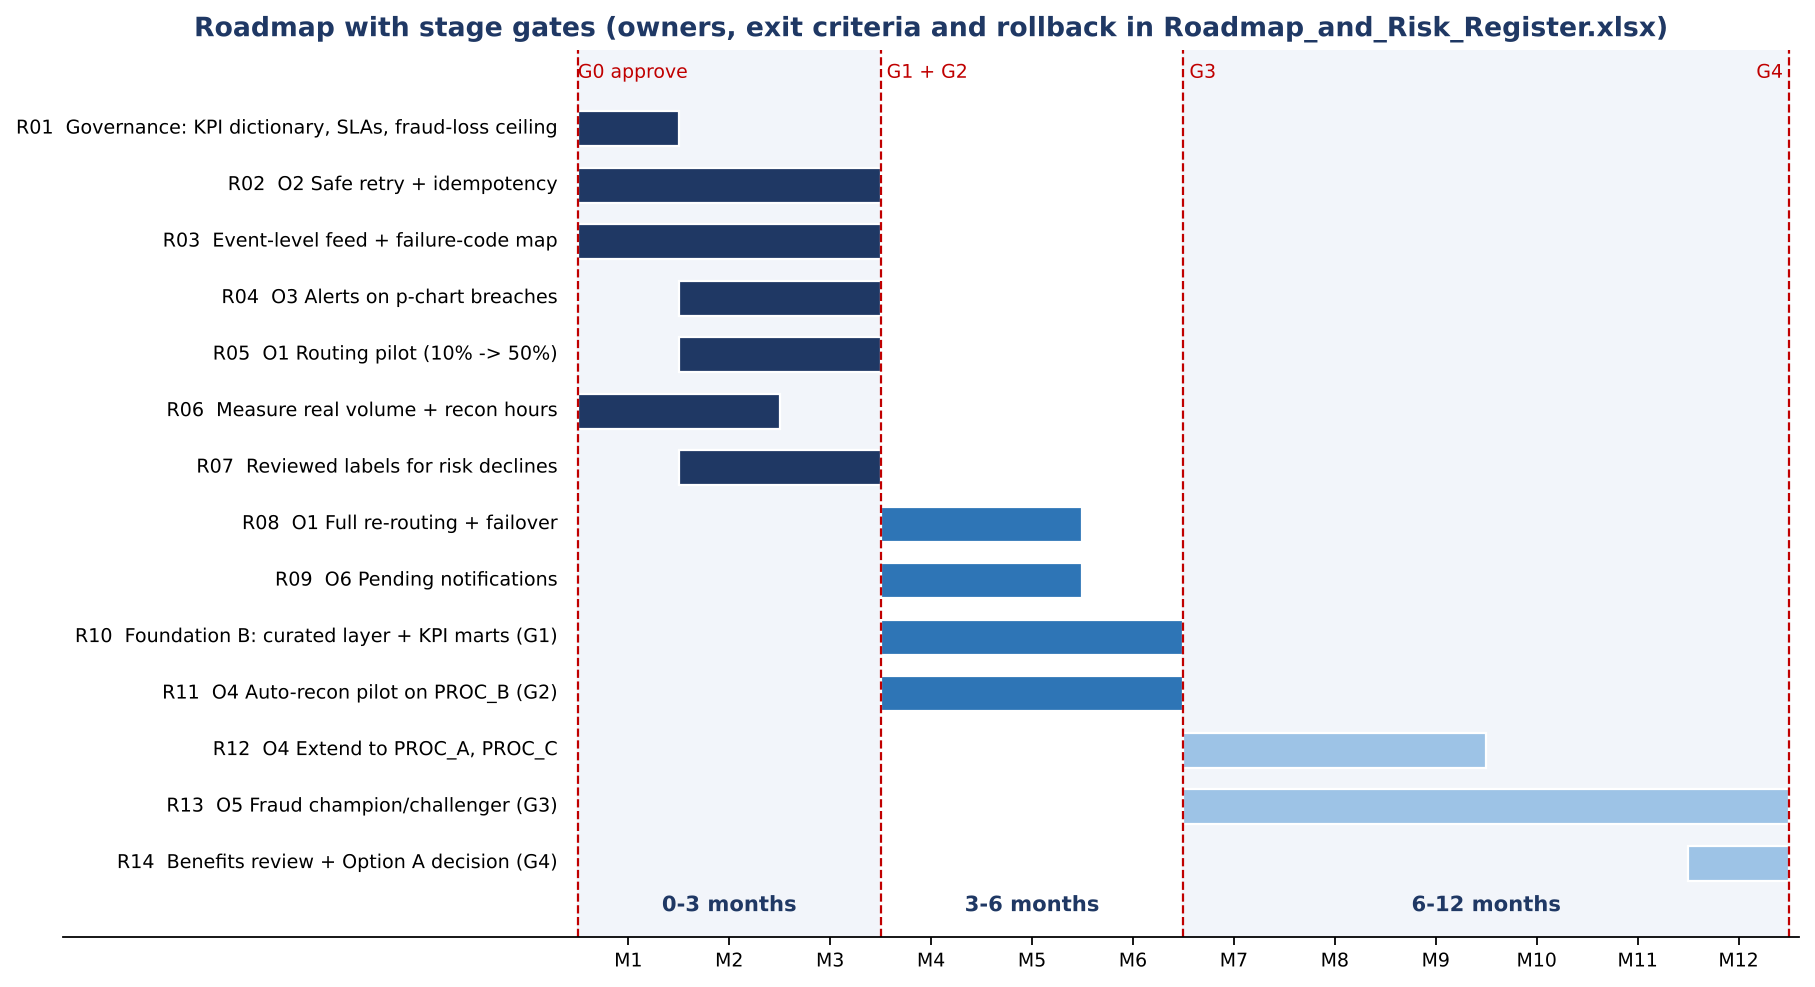 Roadmap with stage gates (owners, exit criteria and rollback in Roadmap_and_Risk_Register.xlsx)
G0 approve
G1 + G2
G3
G4
R01  Governance: KPI dictionary, SLAs, fraud-loss ceiling
R02  O2 Safe retry + idempotency
R03  Event-level feed + failure-code map
R04  O3 Alerts on p-chart breaches
R05  O1 Routing pilot (10% -> 50%)
R06  Measure real volume + recon hours
R07  Reviewed labels for risk declines
R08  O1 Full re-routing + failover
R09  O6 Pending notifications
R10  Foundation B: curated layer + KPI marts (G1)
R11  O4 Auto-recon pilot on PROC_B (G2)
R12  O4 Extend to PROC_A, PROC_C
R13  O5 Fraud champion/challenger (G3)
R14  Benefits review + Option A decision (G4)
0-3 months
3-6 months
6-12 months
M1
M2
M3
M4
M5
M6
M7
M8
M9
M10
M11
M12